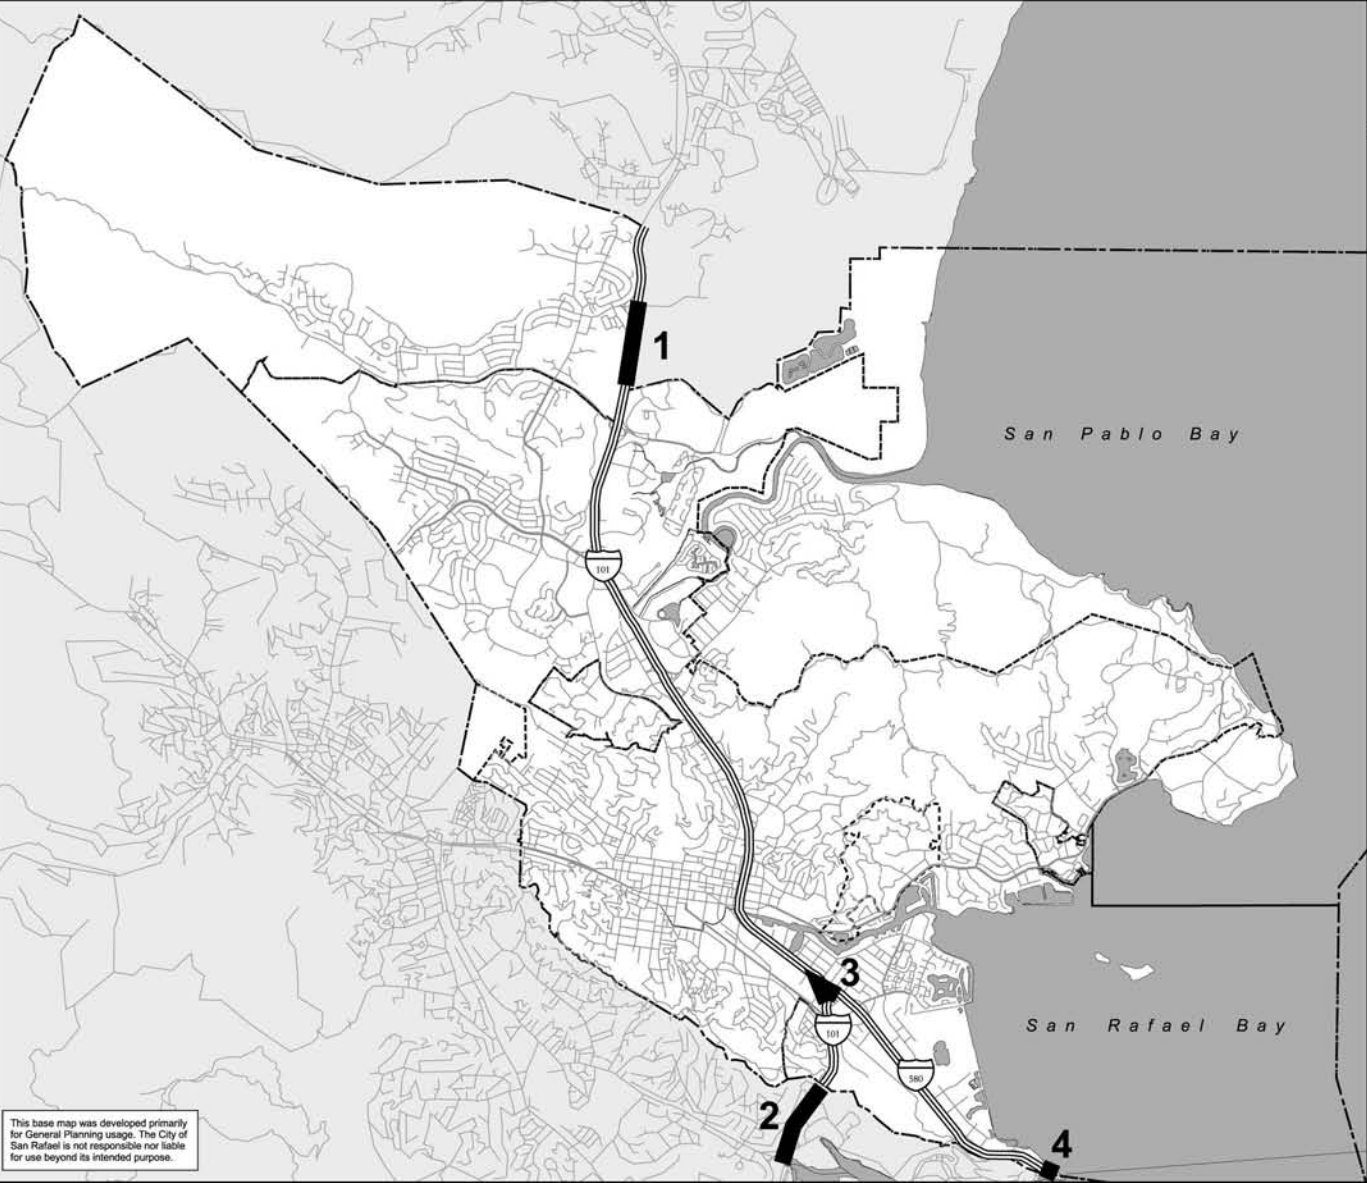 1
San Pablo Bay
101
3
San Rafael Bay
101
580
2
4
This base map was developed primarily
for General Planning usage. The City of
San Rafael is not responsible nor liable
for use beyond its intended purpose.